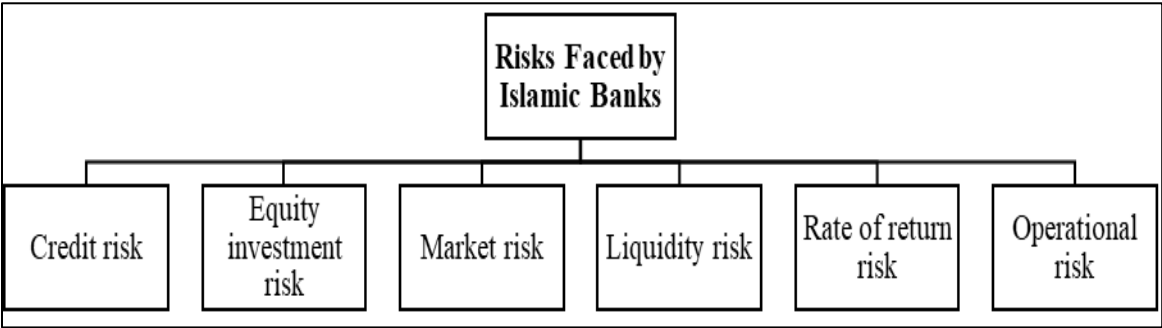 Risks Faced by
Islamic Banks
Credit risk
Equity
investment
risk
Market risk
Liquidity risk
Rate of return
risk
Operational
risk